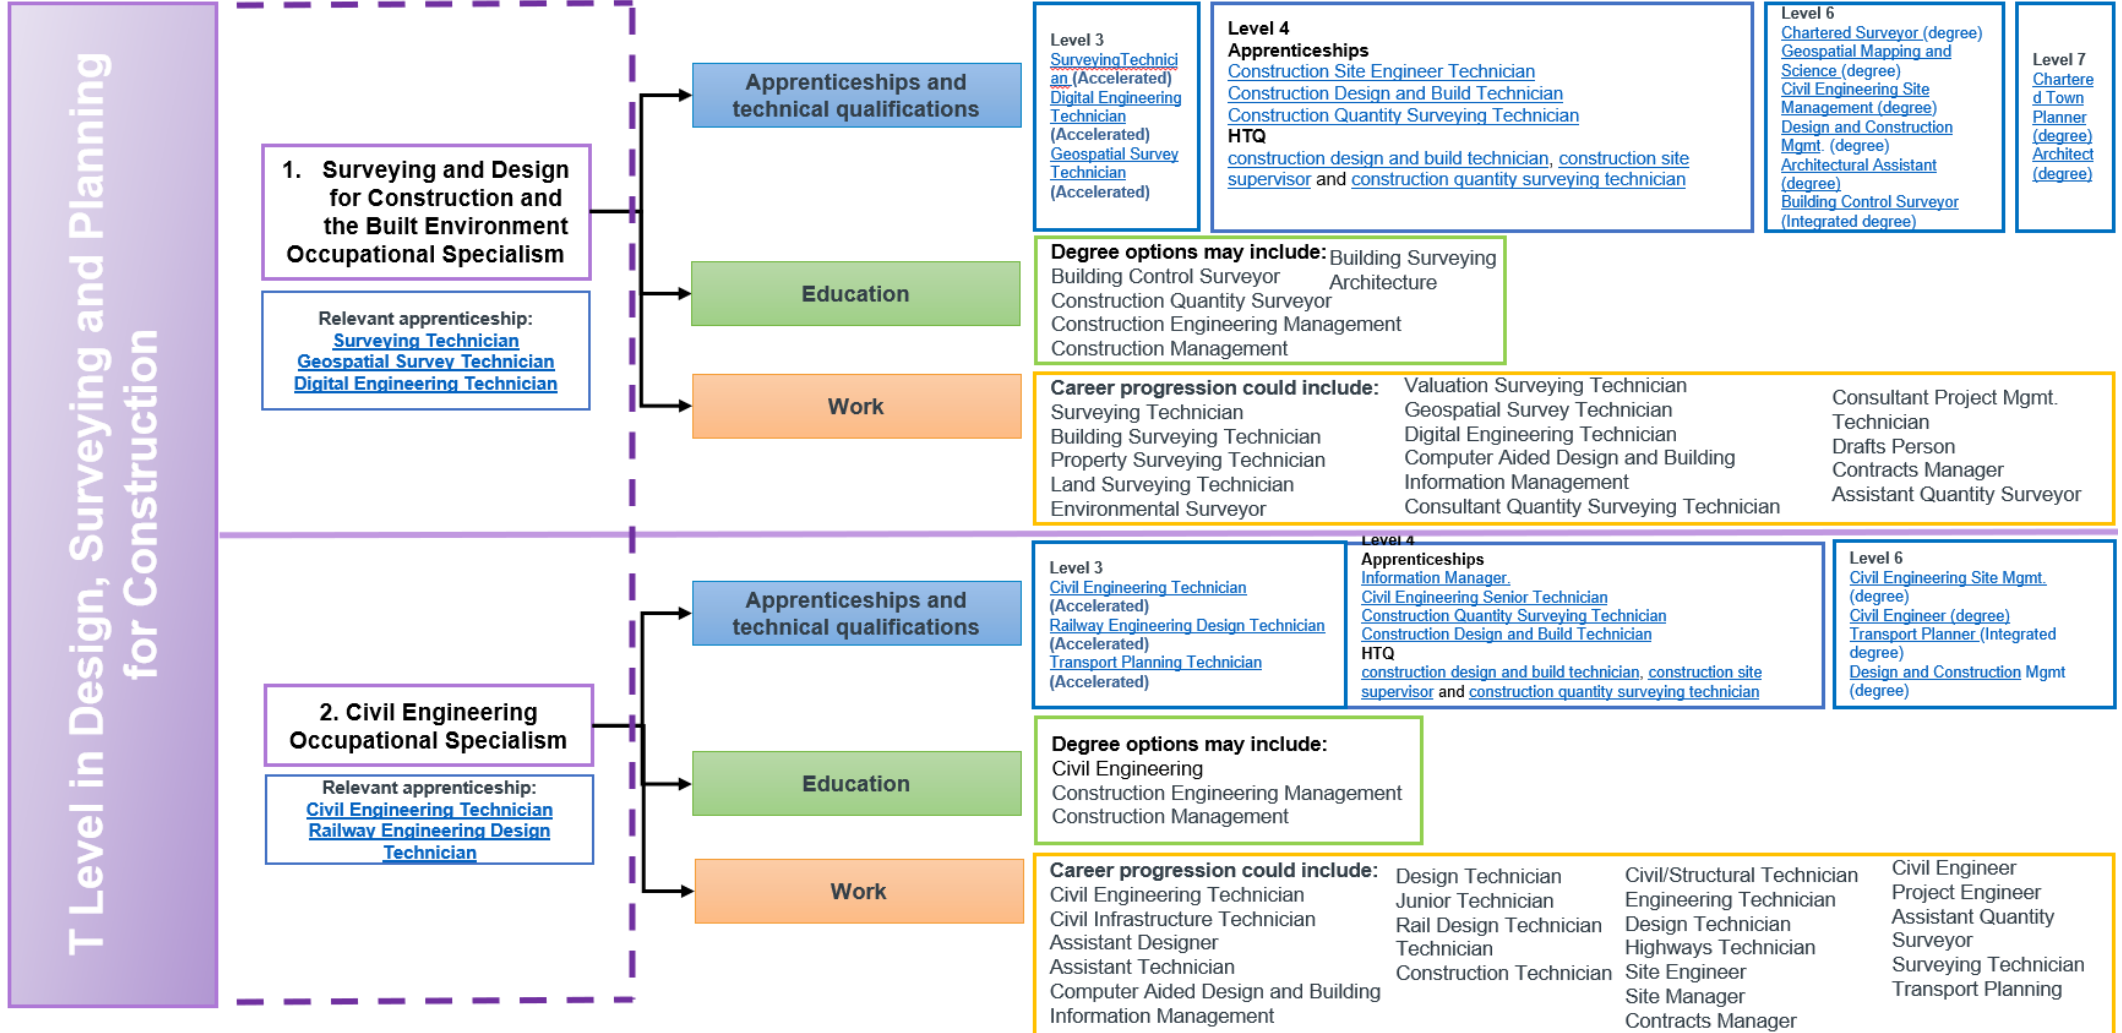 T Level in Design, Surveying and Planning
for Construction
1. Surveying and Design
for Construction and
the Built Environment
Occupational Specialism
Relevant apprenticeship:
Surveying Technician
Geospatial Survey Technician
Digital Engineering Technician
Apprenticeships and
technical qualifications
Level 3
SurveyingTechnici
an (Accelerated)
Digital Engineering
Technician
(Accelerated)
Geospatial Survey
Technician
(Accelerated)
Level 4
Apprenticeships
Construction Site Engineer Technician
Construction Design and Build Technician
Construction Quantity Surveying Technician
HTQ
construction design and build technician, construction site
supervisor and construction quantity surveying technician
Level 6
Chartered Surveyor (degree)
Geospatial Mapping and
Science (degree)
Civil Engineering Site
Management (degree)
Design and Construction
Mgmt. (degree)
Architectural Assistant
(degree)
Building Control Surveyor
(Integrated degree)
Level 7
Chartere
d Town
Planner
(degree)
Architect
(degree)
Education
Degree options may include:
Building Control Surveyor
Construction Quantity Surveyor
Construction Engineering Management
Construction Management
Building Surveying
Architecture
Work
Career progression could include:
Surveying Technician
Building Surveying Technician
Property Surveying Technician
Land Surveying Technician
Environmental Surveyor
Valuation Surveying Technician
Geospatial Survey Technician
Digital Engineering Technician
Computer Aided Design and Building
Information Management
Consultant Quantity Surveying Technician
Consultant Project Mgmt.
Technician
Drafts Person
Contracts Manager
Assistant Quantity Surveyor
2. Civil Engineering
Occupational Specialism
Relevant apprenticeship:
Civil Engineering Technician
Railway Engineering Design
Technician
Apprenticeships and
technical qualifications
Level 3
Civil Engineering Technician
(Accelerated)
Railway Engineering Design Technician
(Accelerated)
Transport Planning Technician
(Accelerated)
Level 4
Apprenticeships
Information Manager.
Civil Engineering Senior Technician
Construction Quantity Surveying Technician
Construction Design and Build Technician
HTQ
construction design and build technician, construction site
supervisor and construction quantity surveying technician
Level 6
Civil Engineering Site Mgmt.
(degree)
Civil Engineer (degree)
Transport Planner (Integrated
degree)
Design and Construction Mgmt
(degree)
Education
Degree options may include:
Civil Engineering
Construction Engineering Management
Construction Management
Work
Career progression could include:
Civil Engineering Technician
Civil Infrastructure Technician
Assistant Designer
Assistant Technician
Computer Aided Design and Building
Information Management
Design Technician
Junior Technician
Rail Design Technician
Technician
Construction Technician
Civil/Structural Technician
Engineering Technician
Design Technician
Highways Technician
Site Engineer
Site Manager
Contracts Manager
Civil Engineer
Project Engineer
Assistant Quantity
Surveyor
Surveying Technician
Transport Planning